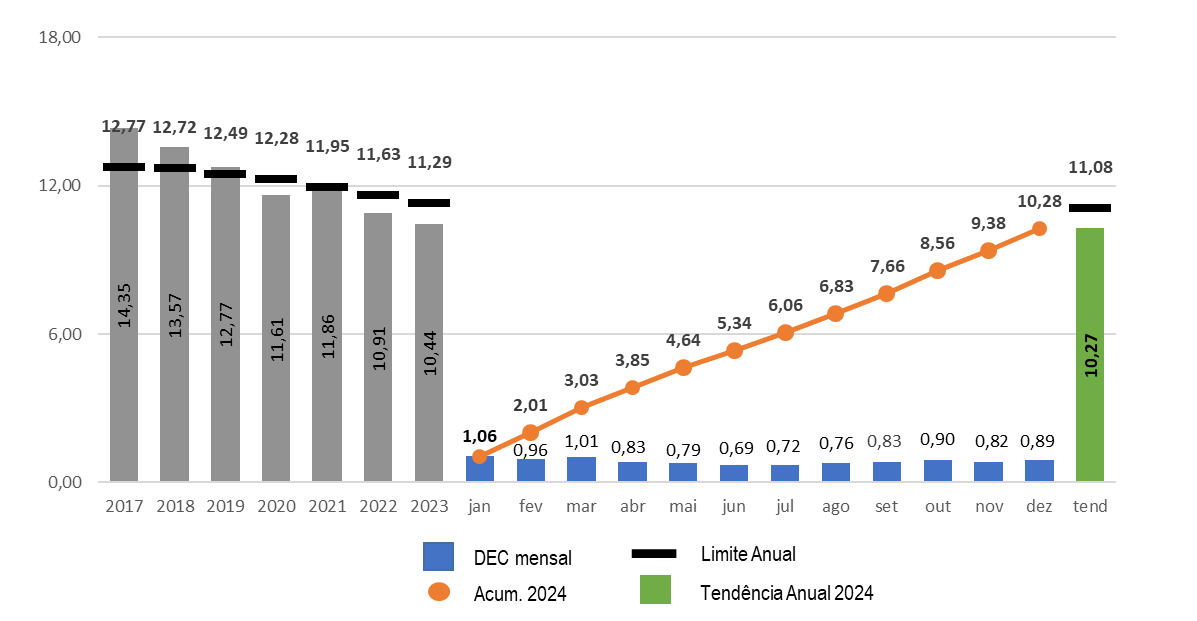 18,00
12,77 12,72 12,49 12,28 11,95 11,63 11,29 11,08
12,00
10,28
9,38
8,56
7,66
6,83
6,06
5,34
4,64
3,85
3,03
2,01
1,06
6,00
14,35 13,57 12,77 11,61 11,86 10,91 10,44 10,27
0,96 1,01 0,83 0,79 0,69 0,72 0,76 0,83 0,90 0,82 0,89
0,00
2017 2018 2019 2020 2021 2022 2023 jan fev mar abr mai jun jul ago set out nov dez tend
DEC mensal Limite Anual
Acum. 2024 Tendência Anual 2024